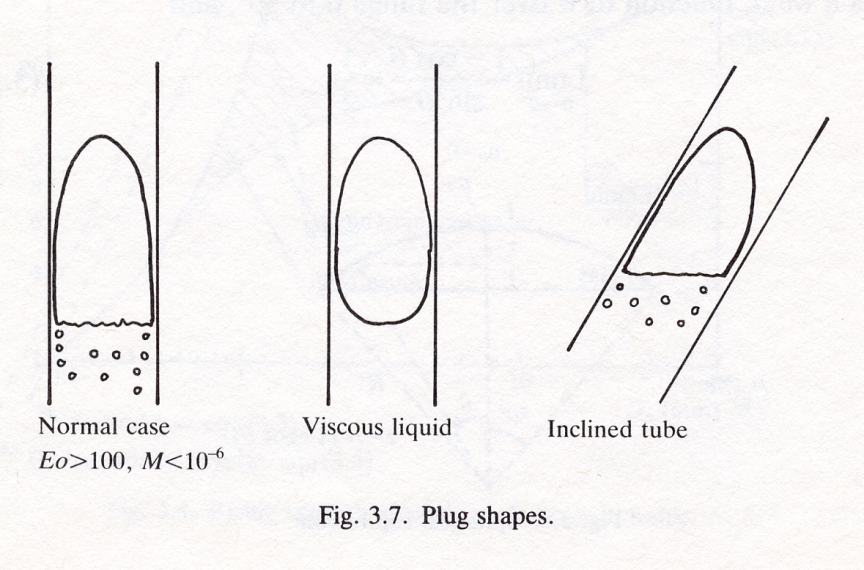 Normal case
Eo>100, M<10⁻⁶
Viscous liquid
Inclined tube
Fig. 3.7. Plug shapes.